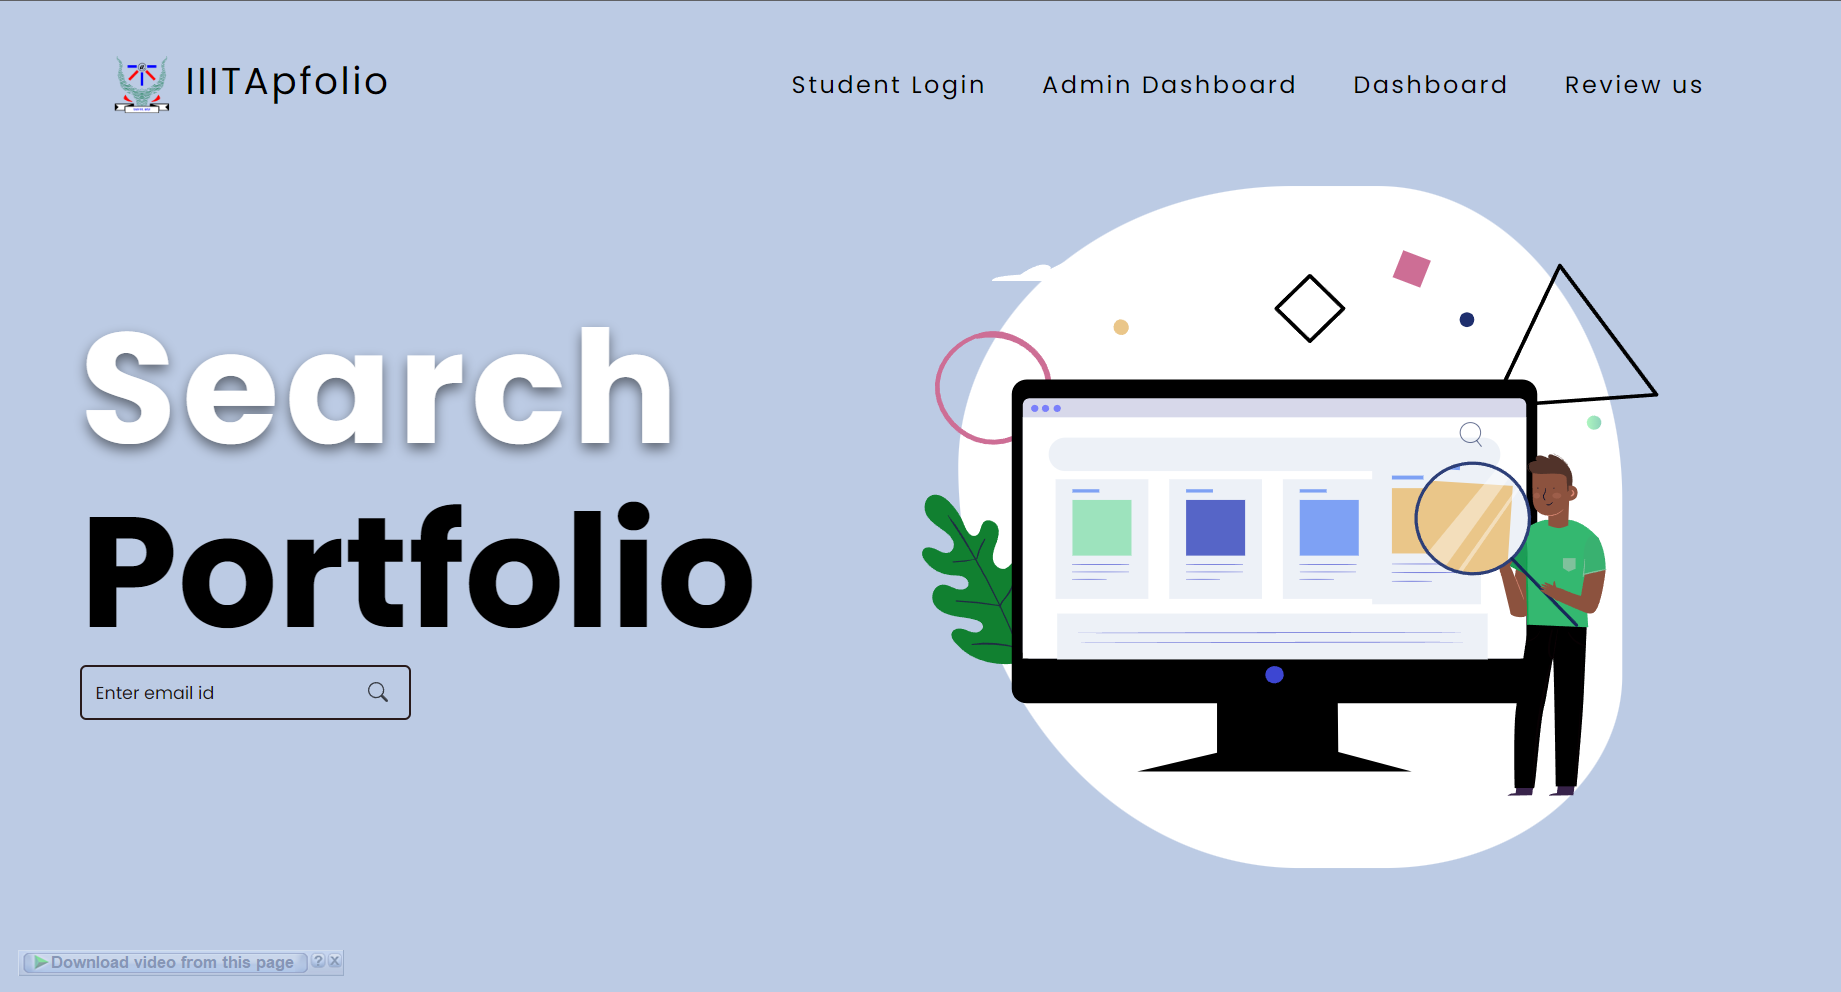 IIITApfolio
Student Login
Admin Dashboard
Dashboard
Review us
Search
Portfolio
Enter email id
Download video from this page ? X